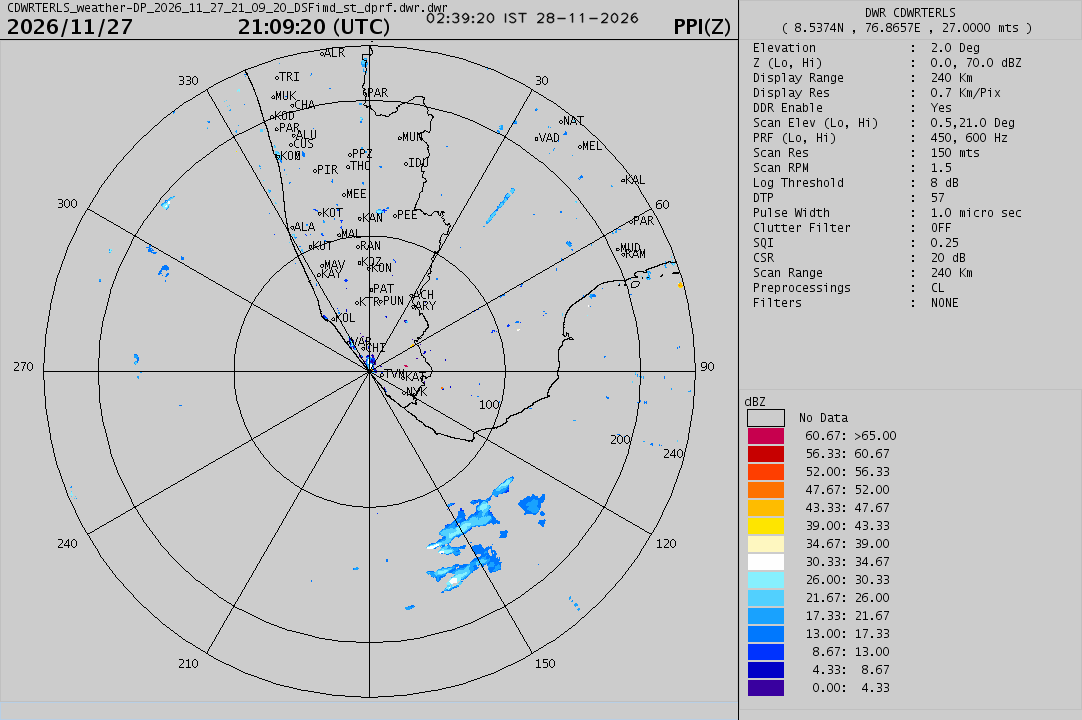 CDWRTERLS_weather-DP_2026_11_27_21_09_20_DSFimd_st_dprf.dwr.dwr
2026/11/27 21:09:20 (UTC) 02:39:20 IST 28-11-2026 PPI(Z)
DWR CDWRTERLS
( 8.5374N , 76.8657E , 27.0000 mts )
Elevation : 2.0 Deg
Z (Lo, Hi) : 0.0, 70.0 dBZ
Display Range : 240 Km
Display Res : 0.7 Km/Pix
DDR Enable : Yes
Scan Elev (Lo, Hi) : 0.5,21.0 Deg
PRF (Lo, Hi) : 450, 600 Hz
Scan Res : 150 mts
Scan RPM : 1.5
Log Threshold : 8 dB
DTP : 57
Pulse Width : 1.0 micro sec
Clutter Filter : OFF
SQI : 0.25
CSR : 20 dB
Scan Range : 240 Km
Preprocessings : CL
Filters : NONE
dBZ
No Data
60.67: >65.00
56.33: 60.67
52.00: 56.33
47.67: 52.00
43.33: 47.67
39.00: 43.33
34.67: 39.00
30.33: 34.67
26.00: 30.33
21.67: 26.00
17.33: 21.67
13.00: 17.33
8.67: 13.00
4.33: 8.67
0.00: 4.33
ALR
330 TRI 30
MUK PAR
CHA
KOD NAT
PAR
ALU MUN VAD
CUS MEL
KON PPZ
THO IDU
PIR
KAL
MEE
300 60
KOT KAN PEE
PAR
ALA
MAL
KUT RAN MUD
RAM
MAV KOZ
KON
KAY
PAT
ACH
KTR PUN
ARY
KOL
VAR
CHI
270 90
TVN KAT
NYK
100
200
240
240 120
210 150